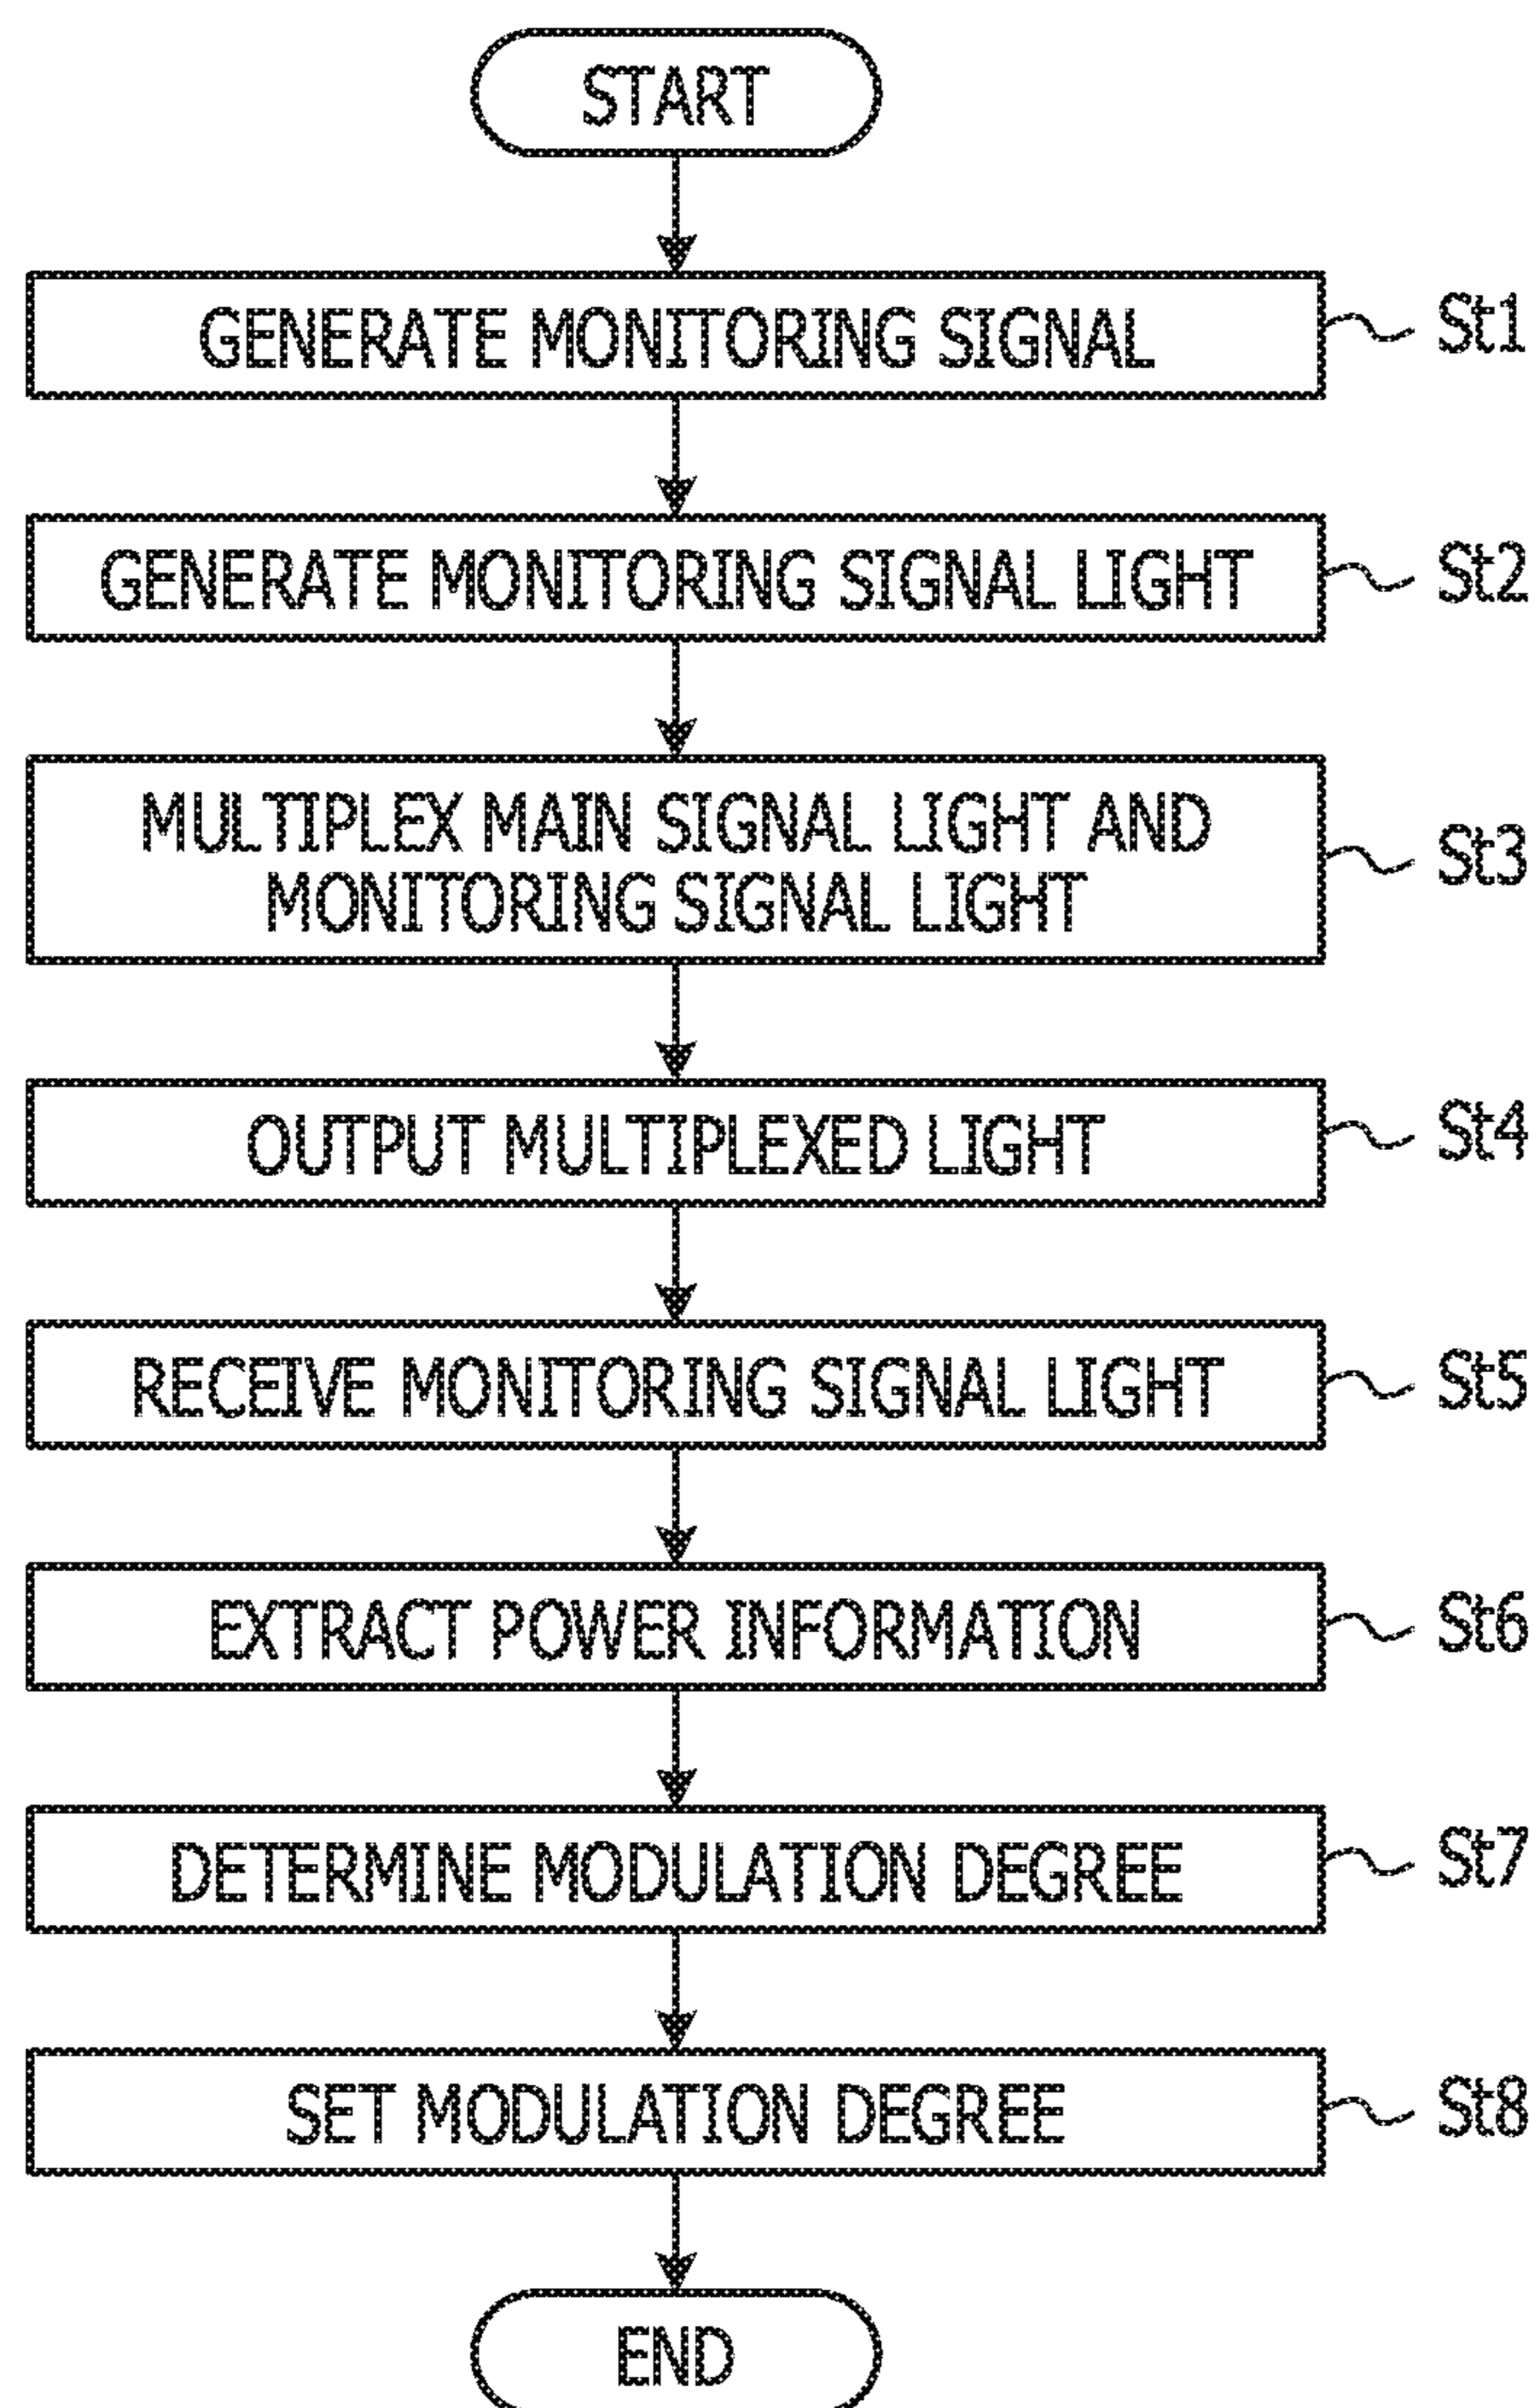 START
GENERATE MONITORING SIGNAL
St1
GENERATE MONITORING SIGNAL LIGHT
St2
MULTIPLEX MAIN SIGNAL LIGHT AND
MONITORING SIGNAL LIGHT
St3
OUTPUT MULTIPLEXED LIGHT
St4
RECEIVE MONITORING SIGNAL LIGHT
St5
EXTRACT POWER INFORMATION
St6
DETERMINE MODULATION DEGREE
St7
SET MODULATION DEGREE
St8
END